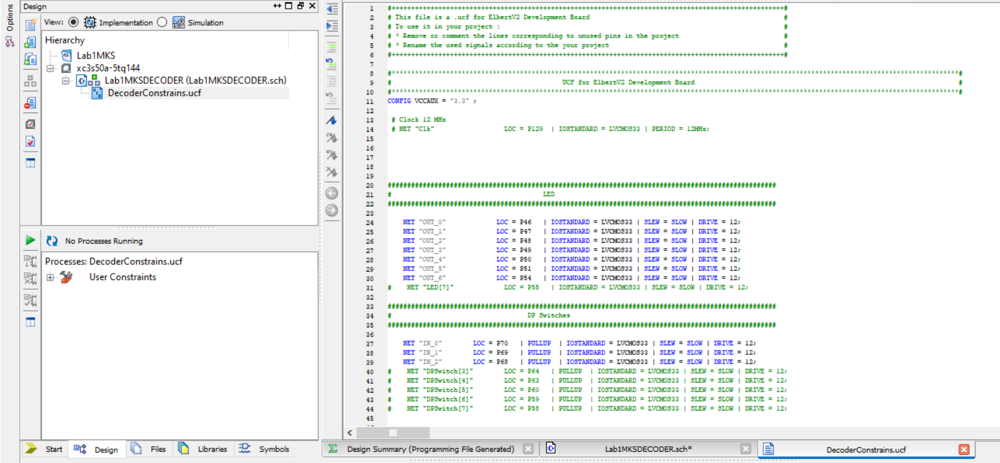 Options
Design
View: Implementation Simulation
Hierarchy
Lab1MKS
xc3s50a-5tq144
Lab1MKSDECODER (Lab1MKSDECODER.sch)
DecoderConstrains.ucf
No Processes Running
Processes: DecoderConstrains.ucf
User Constraints
Start Design Files Libraries Symbols
1 #++++++++++++++++++++++++++++++++++++++++++++++++++++++++++++++++++++++++++++++++++++++++++++++++++++#
2 # This file is a .ucf for ElbertV2 Development Board #
3 # To use it in your project : #
4 # * Remove or comment the lines corresponding to unused pins in the project #
5 # * Rename the used signals according to the your project #
6 #++++++++++++++++++++++++++++++++++++++++++++++++++++++++++++++++++++++++++++++++++++++++++++++++++++#
7
8 #**************************************************************************************************************************************************#
9 # UCF for ElbertV2 Development Board #
10 #**************************************************************************************************************************************************#
11 CONFIG VCCAUX = "3.3" ;
12
13 # Clock 12 MHz
14 # NET "Clk" LOC = P129 | IOSTANDARD = LVCMOS33 | PERIOD = 12MHz;
15
16
17
18
19
20 ####################################################################################################
21 # LED
22 ####################################################################################################
23
24 NET "OUT_0" LOC = P46 | IOSTANDARD = LVCMOS33 | SLEW = SLOW | DRIVE = 12;
25 NET "OUT_1" LOC = P47 | IOSTANDARD = LVCMOS33 | SLEW = SLOW | DRIVE = 12;
26 NET "OUT_2" LOC = P48 | IOSTANDARD = LVCMOS33 | SLEW = SLOW | DRIVE = 12;
27 NET "OUT_3" LOC = P49 | IOSTANDARD = LVCMOS33 | SLEW = SLOW | DRIVE = 12;
28 NET "OUT_4" LOC = P50 | IOSTANDARD = LVCMOS33 | SLEW = SLOW | DRIVE = 12;
29 NET "OUT_5" LOC = P51 | IOSTANDARD = LVCMOS33 | SLEW = SLOW | DRIVE = 12;
30 NET "OUT_6" LOC = P54 | IOSTANDARD = LVCMOS33 | SLEW = SLOW | DRIVE = 12;
31 # NET "LED[7]" LOC = P55 | IOSTANDARD = LVCMOS33 | SLEW = SLOW | DRIVE = 12;
32
33 ####################################################################################################
34 # DP Switches
35 ####################################################################################################
36
37 NET "IN_0" LOC = P70 | PULLUP | IOSTANDARD = LVCMOS33 | SLEW = SLOW | DRIVE = 12;
38 NET "IN_1" LOC = P69 | PULLUP | IOSTANDARD = LVCMOS33 | SLEW = SLOW | DRIVE = 12;
39 NET "IN_2" LOC = P68 | PULLUP | IOSTANDARD = LVCMOS33 | SLEW = SLOW | DRIVE = 12;
40 # NET "DPSwitch[3]" LOC = P64 | PULLUP | IOSTANDARD = LVCMOS33 | SLEW = SLOW | DRIVE = 12;
41 # NET "DPSwitch[4]" LOC = P63 | PULLUP | IOSTANDARD = LVCMOS33 | SLEW = SLOW | DRIVE = 12;
42 # NET "DPSwitch[5]" LOC = P60 | PULLUP | IOSTANDARD = LVCMOS33 | SLEW = SLOW | DRIVE = 12;
43 # NET "DPSwitch[6]" LOC = P59 | PULLUP | IOSTANDARD = LVCMOS33 | SLEW = SLOW | DRIVE = 12;
44 # NET "DPSwitch[7]" LOC = P58 | PULLUP | IOSTANDARD = LVCMOS33 | SLEW = SLOW | DRIVE = 12;
45
Design Summary (Programming File Generated) Lab1MKSDECODER.sch* DecoderConstrains.ucf